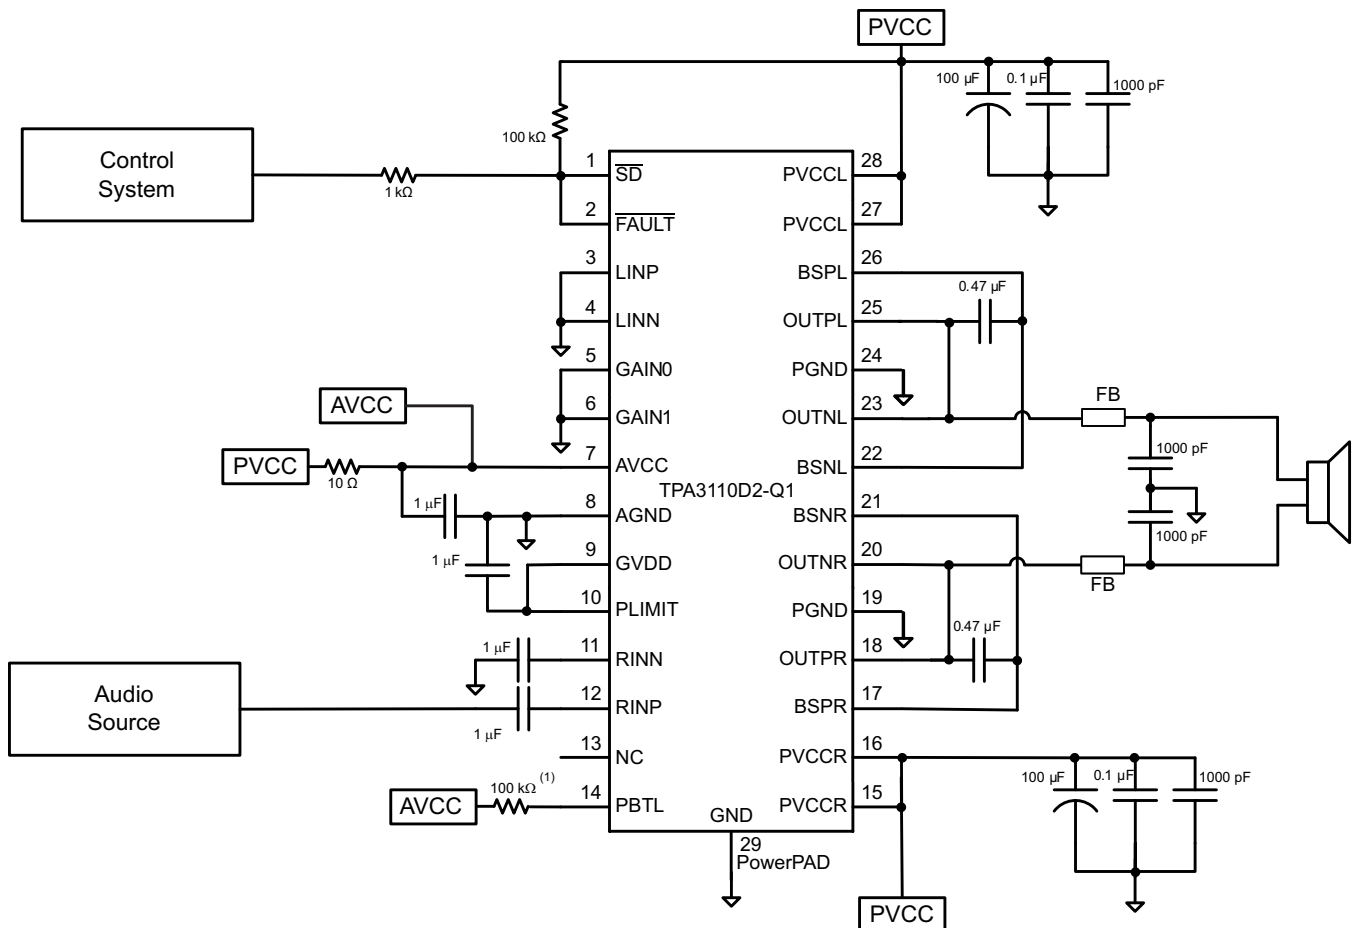 PVCC
100 µF
0.1 µF
1000 pF
100 kΩ
Control
System
1 kΩ
1
SD
28
PVCCL
2
FAULT
27
PVCCL
3
LINP
26
BSPL
0.47 µF
4
LINN
25
OUTPL
5
GAIN0
24
PGND
AVCC
6
GAIN1
23
OUTNL
FB
PVCC
10 Ω
7
AVCC
22
BSNL
1000 pF
TPA3110D2-Q1
1 µF
8
AGND
21
BSNR
1000 pF
1 µF
9
GVDD
20
OUTNR
FB
10
PLIMIT
19
PGND
0.47 µF
1 µF
11
RINN
18
OUTPR
Audio
Source
12
RINP
17
BSPR
1 µF
13
NC
16
PVCCR
100 µF
0.1 µF
1000 pF
AVCC
100 kΩ (1)
14
PBTL
15
PVCCR
GND
29
PowerPAD
PVCC